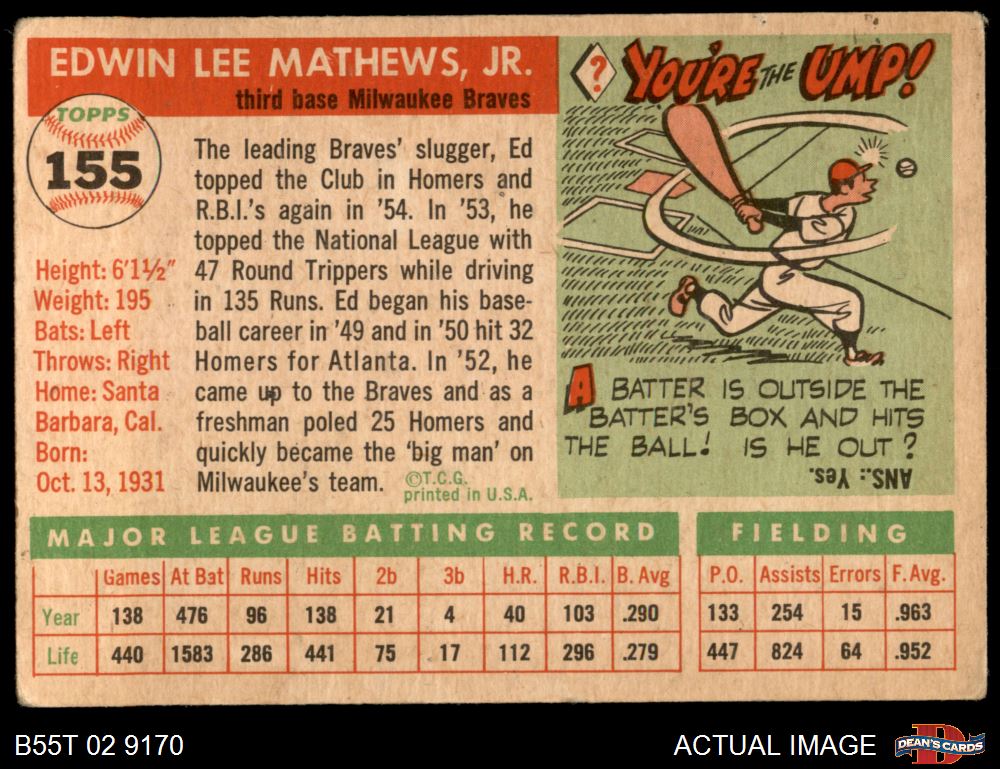 EDWIN LEE MATHEWS, JR.
third base Milwaukee Braves
TOPPS
155
Height: 6'1½"
Weight: 195
Bats: Left
Throws: Right
Home: Santa
Barbara, Cal.
Born:
Oct. 13, 1931
The leading Braves' slugger, Ed
topped the Club in Homers and
R.B.I.'s again in '54. In '53, he
topped the National League with
47 Round Trippers while driving
in 135 Runs. Ed began his base-
ball career in '49 and in '50 hit 32
Homers for Atlanta. In '52, he
came up to the Braves and as a
freshman poled 25 Homers and
quickly became the 'big man' on
Milwaukee's team.
©T.C.G.
printed in U.S.A.
? YOU'RE THE UMP!
A BATTER IS OUTSIDE THE
BATTER'S BOX AND HITS
THE BALL! IS HE OUT?
ANS.: Yes.
MAJOR LEAGUE BATTING RECORD
Games At Bat Runs Hits 2b 3b H.R. R.B.I. B. Avg
Year 138 476 96 138 21 4 40 103 .290
Life 440 1583 286 441 75 17 112 296 .279
FIELDING
P.O. Assists Errors F. Avg.
133 254 15 .963
447 824 64 .952
B55T 02 9170
ACTUAL IMAGE
D
DEAN'S CARDS